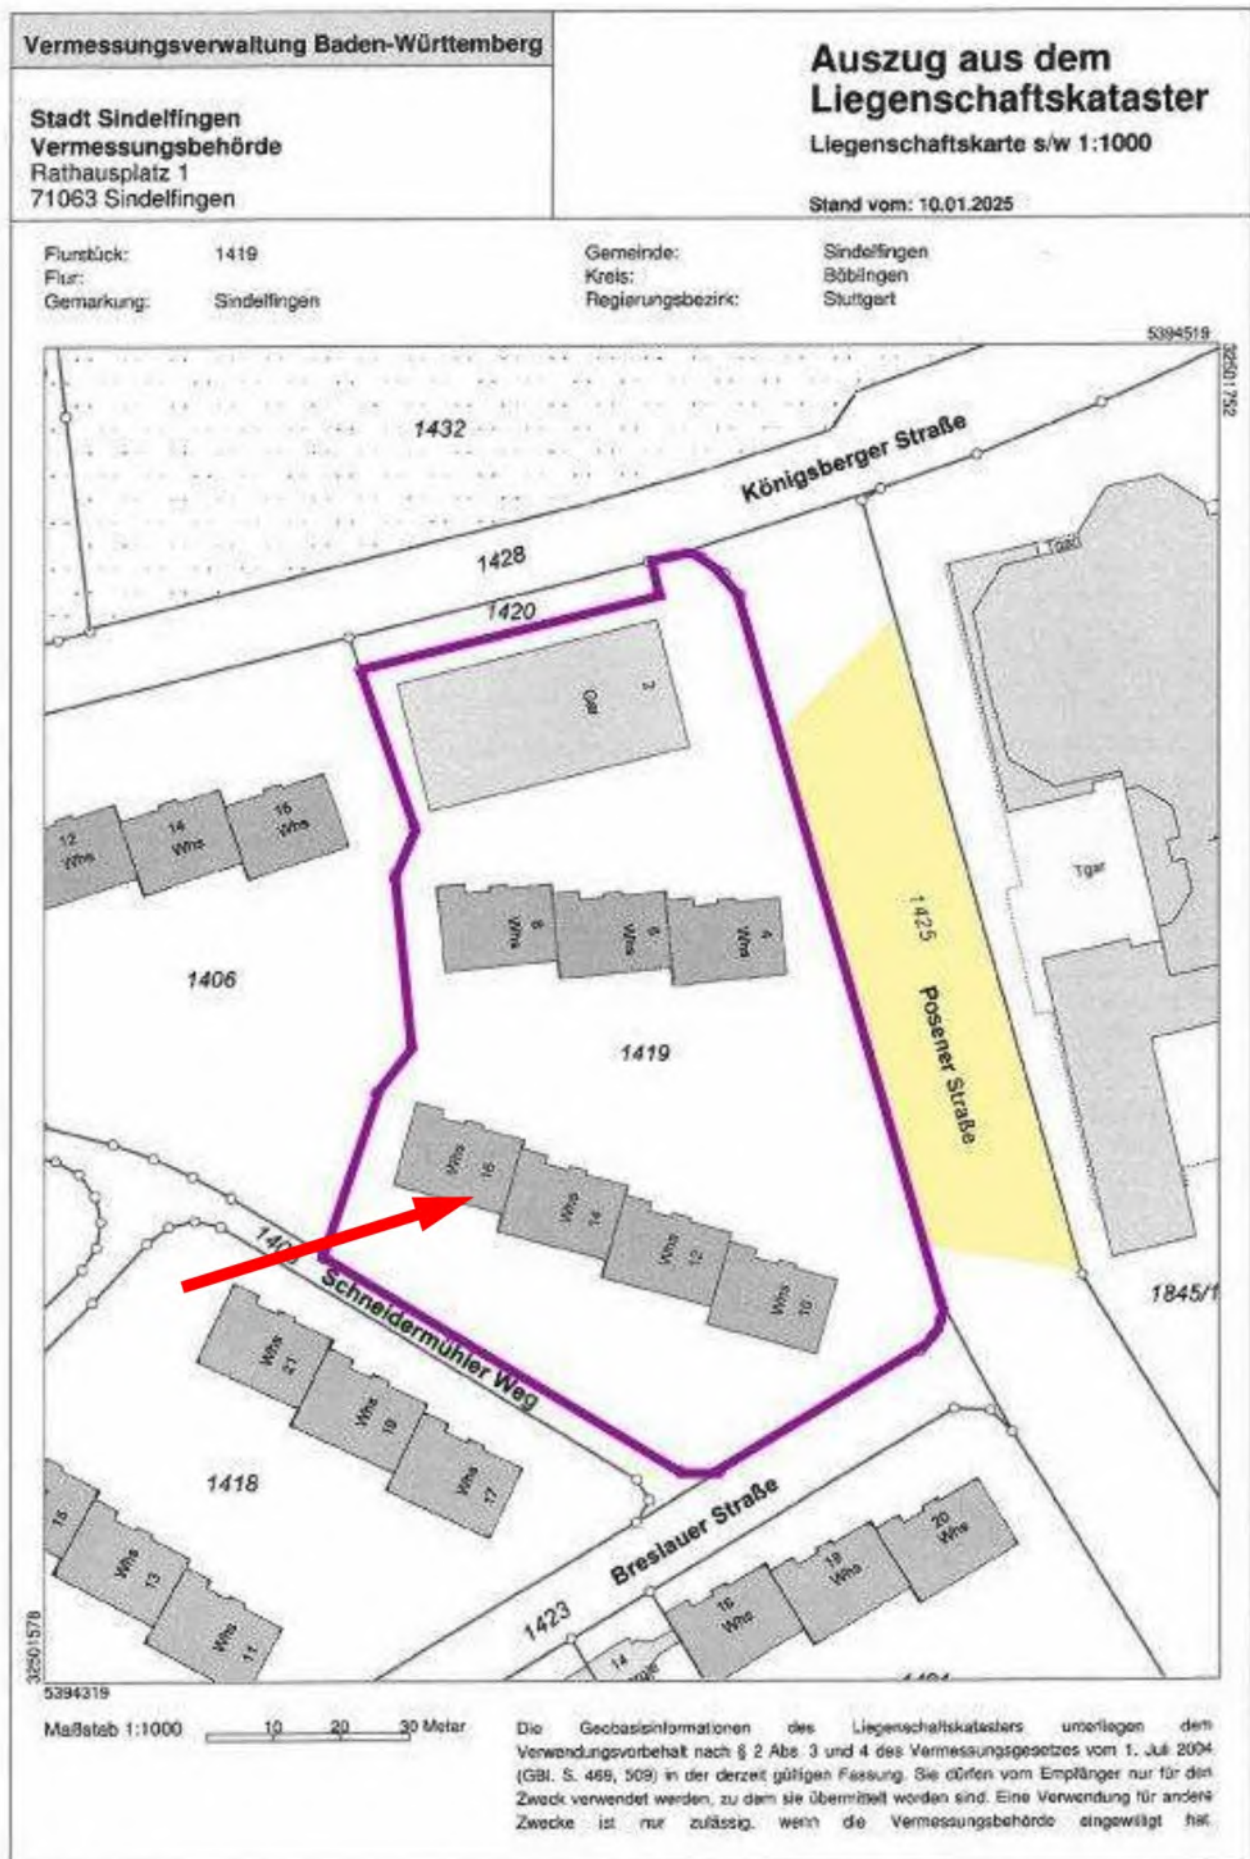 Vermessungsverwaltung Baden-Württemberg
Stadt Sindelfingen
Vermessungsbehörde
Rathausplatz 1
71063 Sindelfingen
Auszug aus dem
Liegenschaftskataster
Liegenschaftskarte s/w 1:1000
Stand vom: 10.01.2025
Flurstück: 1419
Flur:
Gemarkung: Sindelfingen
Gemeinde: Sindelfingen
Kreis: Böblingen
Regierungsbezirk: Stuttgart
5394519
32501752
1432
Königsberger Straße
1428
1420
Tgar
2
Gar
12
Whs
14
Whs
16
Whs
Tgar
8
Whs
6
Whs
4
Whs
1425
1406
Posener Straße
1419
Whs
16
Whs
14
Whs
12
Whs
10
Schneidermühler Weg
1845/1
Whs
21
Whs
19
Whs
17
1418
Breslauer Straße
20
Whs
18
Whs
16
Whs
15
Whs
13
Whs
11
1423
14
32501578
5394319
Maßstab 1:1000
10 20 30 Meter
Die Geobasisinformationen des Liegenschaftskatasters unterliegen dem
Verwendungsvorbehalt nach § 2 Abs. 3 und 4 des Vermessungsgesetzes vom 1. Juli 2004
(GBl. S. 469, 509) in der derzeit gültigen Fassung. Sie dürfen vom Empfänger nur für den
Zweck verwendet werden, zu dem sie übermittelt worden sind. Eine Verwendung für andere
Zwecke ist nur zulässig, wenn die Vermessungsbehörde eingewilligt hat.